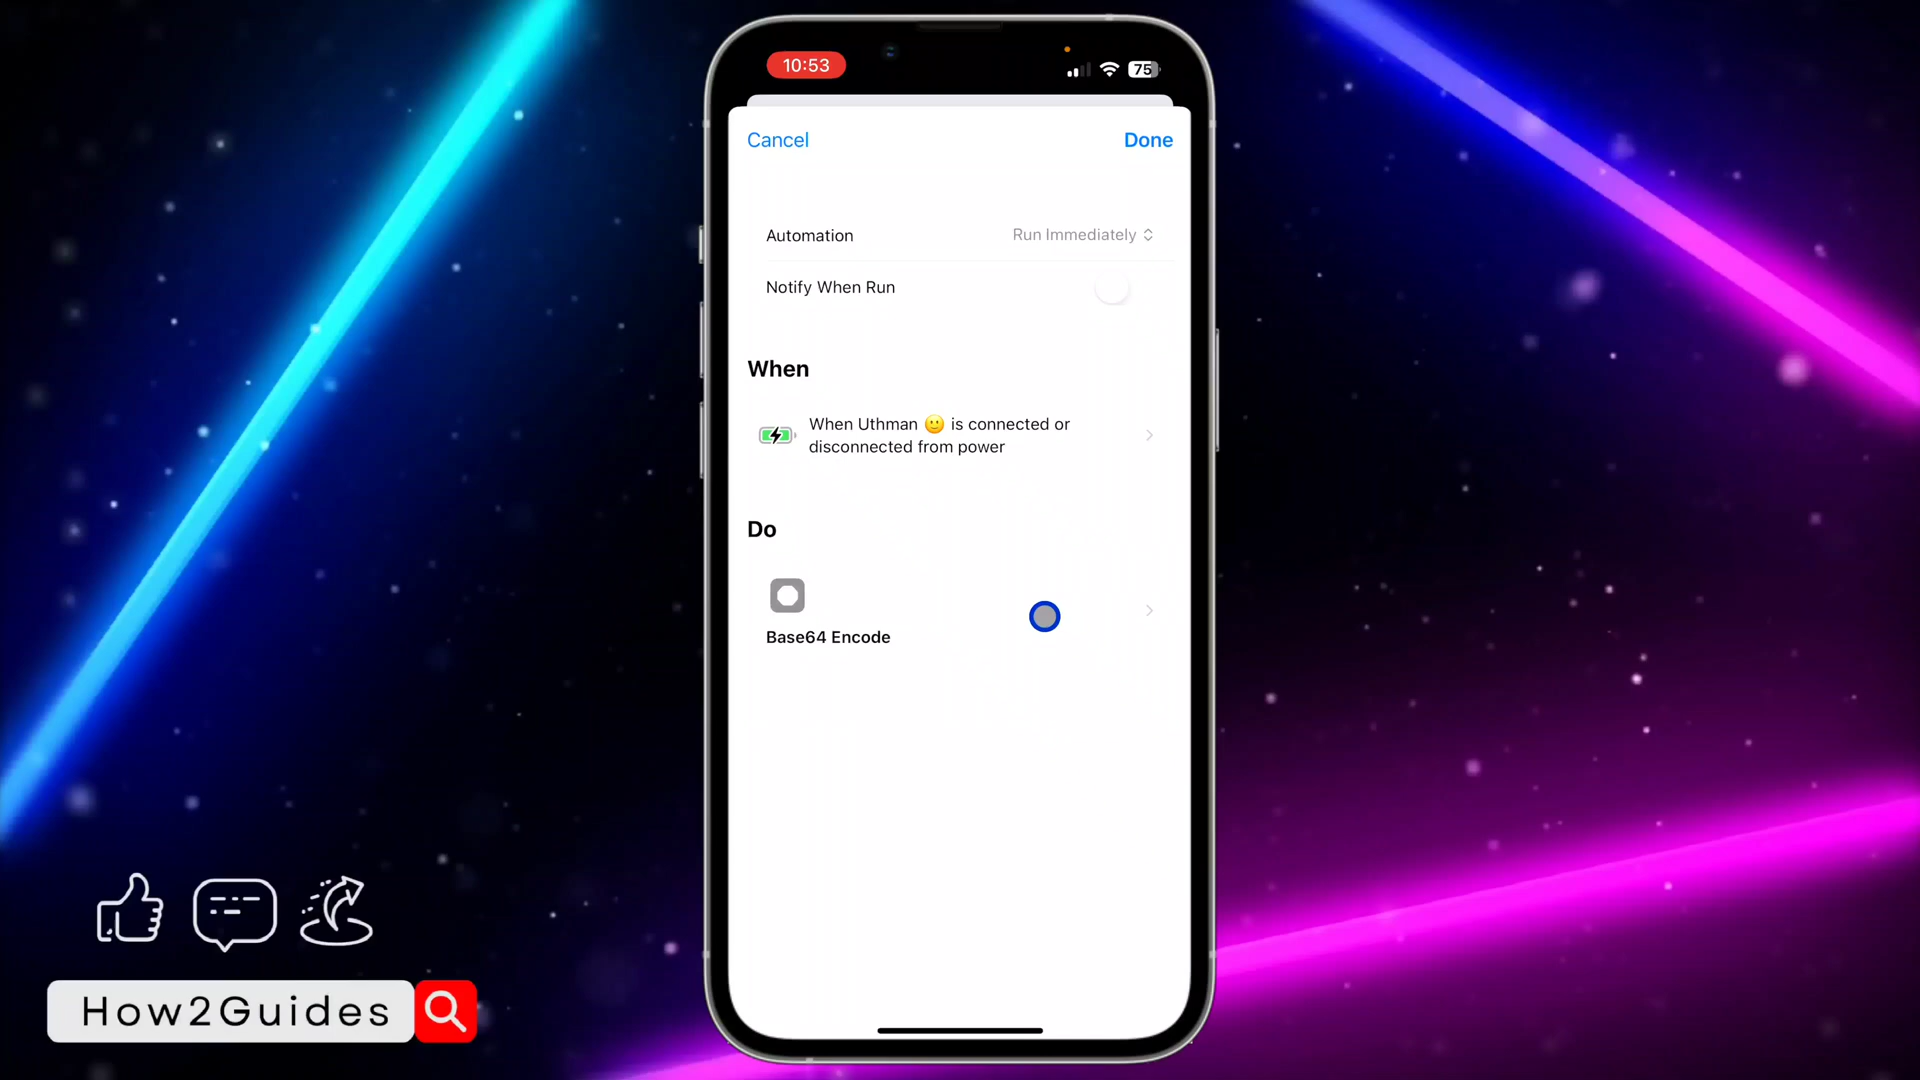 10:53
75
Cancel
Done
Automation
Run Immediately
Notify When Run
When
When Uthman 🙂 is connected or
disconnected from power
Do
Base64 Encode
How2Guides